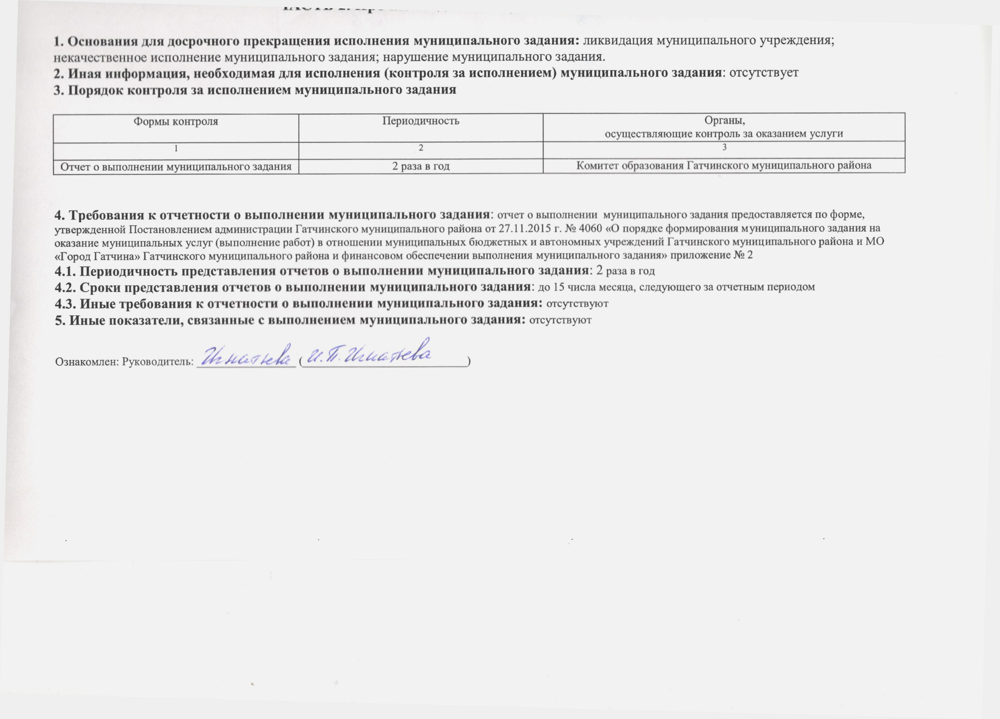 1. Основания для досрочного прекращения исполнения муниципального задания: ликвидация муниципального учреждения;
некачественное исполнение муниципального задания; нарушение муниципального задания.
2. Иная информация, необходимая для исполнения (контроля за исполнением) муниципального задания: отсутствует
3. Порядок контроля за исполнением муниципального задания
Формы контроля
Периодичность
Органы,
осуществляющие контроль за оказанием услуги
1
2
3
Отчет о выполнении муниципального задания
2 раза в год
Комитет образования Гатчинского муниципального района
4. Требования к отчетности о выполнении муниципального задания: отчет о выполнении муниципального задания предоставляется по форме,
утвержденной Постановлением администрации Гатчинского муниципального района от 27.11.2015 г. № 4060 «О порядке формирования муниципального задания на
оказание муниципальных услуг (выполнение работ) в отношении муниципальных бюджетных и автономных учреждений Гатчинского муниципального района и МО
«Город Гатчина» Гатчинского муниципального района и финансовом обеспечении выполнения муниципального задания» приложение № 2
4.1. Периодичность представления отчетов о выполнении муниципального задания: 2 раза в год
4.2. Сроки представления отчетов о выполнении муниципального задания: до 15 числа месяца, следующего за отчетным периодом
4.3. Иные требования к отчетности о выполнении муниципального задания: отсутствуют
5. Иные показатели, связанные с выполнением муниципального задания: отсутствуют
Ознакомлен: Руководитель: Игнатьева (И.П. Игнатьева)